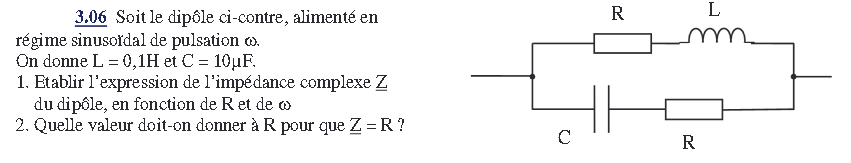 3.06 Soit le dipôle ci-contre, alimenté en
régime sinusoïdal de pulsation ω.
On donne L = 0,1H et C = 10µF.
1. Etablir l'expression de l'impédance complexe Z
du dipôle, en fonction de R et de ω
2. Quelle valeur doit-on donner à R pour que Z = R ?
R
L
C
R